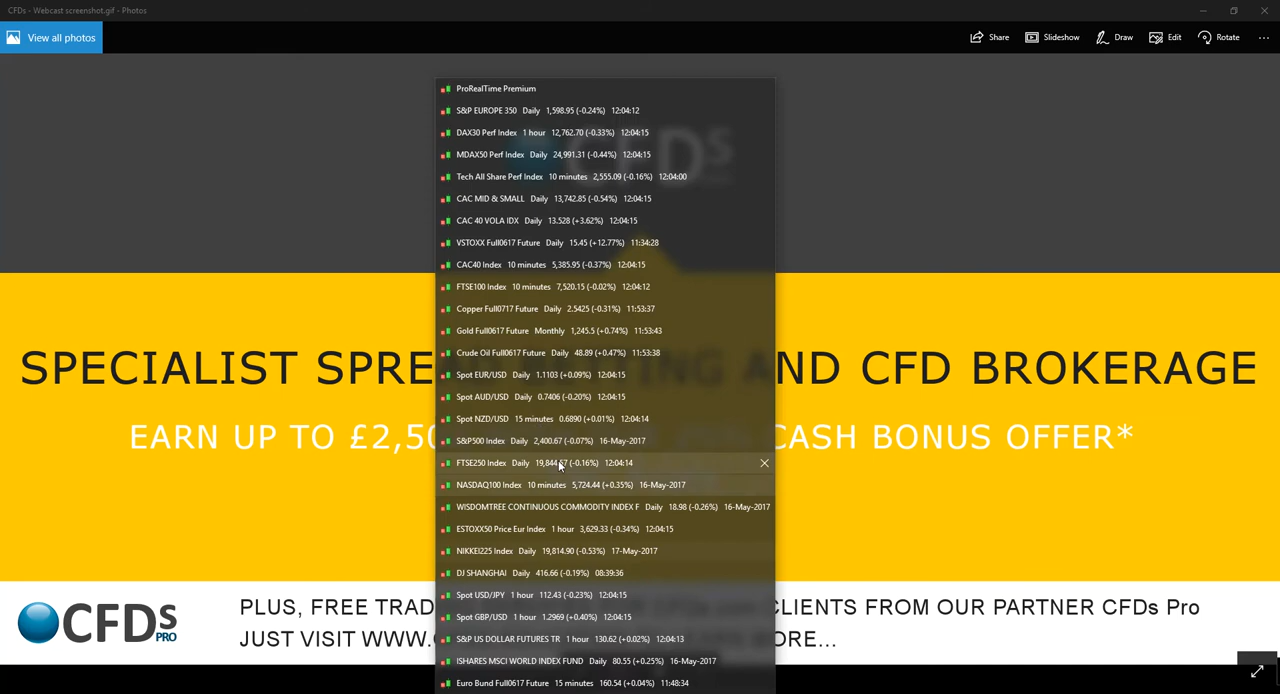 CFDs - Webcast screenshot.gif - Photos
View all photos
Share
Slideshow
Draw
Edit
Rotate
ProRealTime Premium
S&P EUROPE 350 Daily 1,598.95 (-0.24%) 12:04:12
DAX30 Perf Index 1 hour 12,762.70 (-0.33%) 12:04:15
MDAX50 Perf Index Daily 24,991.31 (-0.44%) 12:04:15
Tech All Share Perf Index 10 minutes 2,555.09 (-0.16%) 12:04:00
CAC MID & SMALL Daily 13,742.85 (-0.54%) 12:04:15
CAC 40 VOLA IDX Daily 13.528 (+3.62%) 12:04:15
VSTOXX Full0617 Future Daily 15.45 (+12.77%) 11:34:28
CAC40 Index 10 minutes 5,385.95 (-0.37%) 12:04:15
FTSE100 Index 10 minutes 7,520.15 (-0.02%) 12:04:12
Copper Full0717 Future Daily 2.5425 (-0.31%) 11:53:37
Gold Full0617 Future Monthly 1,245.5 (+0.74%) 11:53:43
Crude Oil Full0617 Future Daily 48.89 (+0.47%) 11:53:38
Spot EUR/USD Daily 1.1103 (+0.09%) 12:04:15
Spot AUD/USD Daily 0.7406 (-0.20%) 12:04:15
Spot NZD/USD 15 minutes 0.6890 (+0.01%) 12:04:14
S&P500 Index Daily 2,400.67 (-0.07%) 16-May-2017
FTSE250 Index Daily 19,844.57 (-0.16%) 12:04:14
NASDAQ100 Index 10 minutes 5,724.44 (+0.35%) 16-May-2017
WISDOMTREE CONTINUOUS COMMODITY INDEX F Daily 18.98 (-0.26%) 16-May-2017
ESTOXX50 Price Eur Index 1 hour 3,629.33 (-0.34%) 12:04:15
NIKKEI225 Index Daily 19,814.90 (-0.53%) 17-May-2017
DJ SHANGHAI Daily 416.66 (-0.19%) 08:39:36
Spot USD/JPY 1 hour 112.43 (-0.23%) 12:04:15
Spot GBP/USD 1 hour 1.2969 (+0.40%) 12:04:15
S&P US DOLLAR FUTURES TR 1 hour 130.62 (+0.02%) 12:04:13
ISHARES MSCI WORLD INDEX FUND Daily 80.55 (+0.25%) 16-May-2017
Euro Bund Full0617 Future 15 minutes 160.54 (+0.04%) 11:48:34
CFDs
SPECIALIST SPRE ING AND CFD BROKERAGE
EARN UP TO £2,50 CASH BONUS OFFER*
CFDs PRO
PLUS, FREE TRAD CLIENTS FROM OUR PARTNER CFDs Pro
JUST VISIT WWW. MORE...